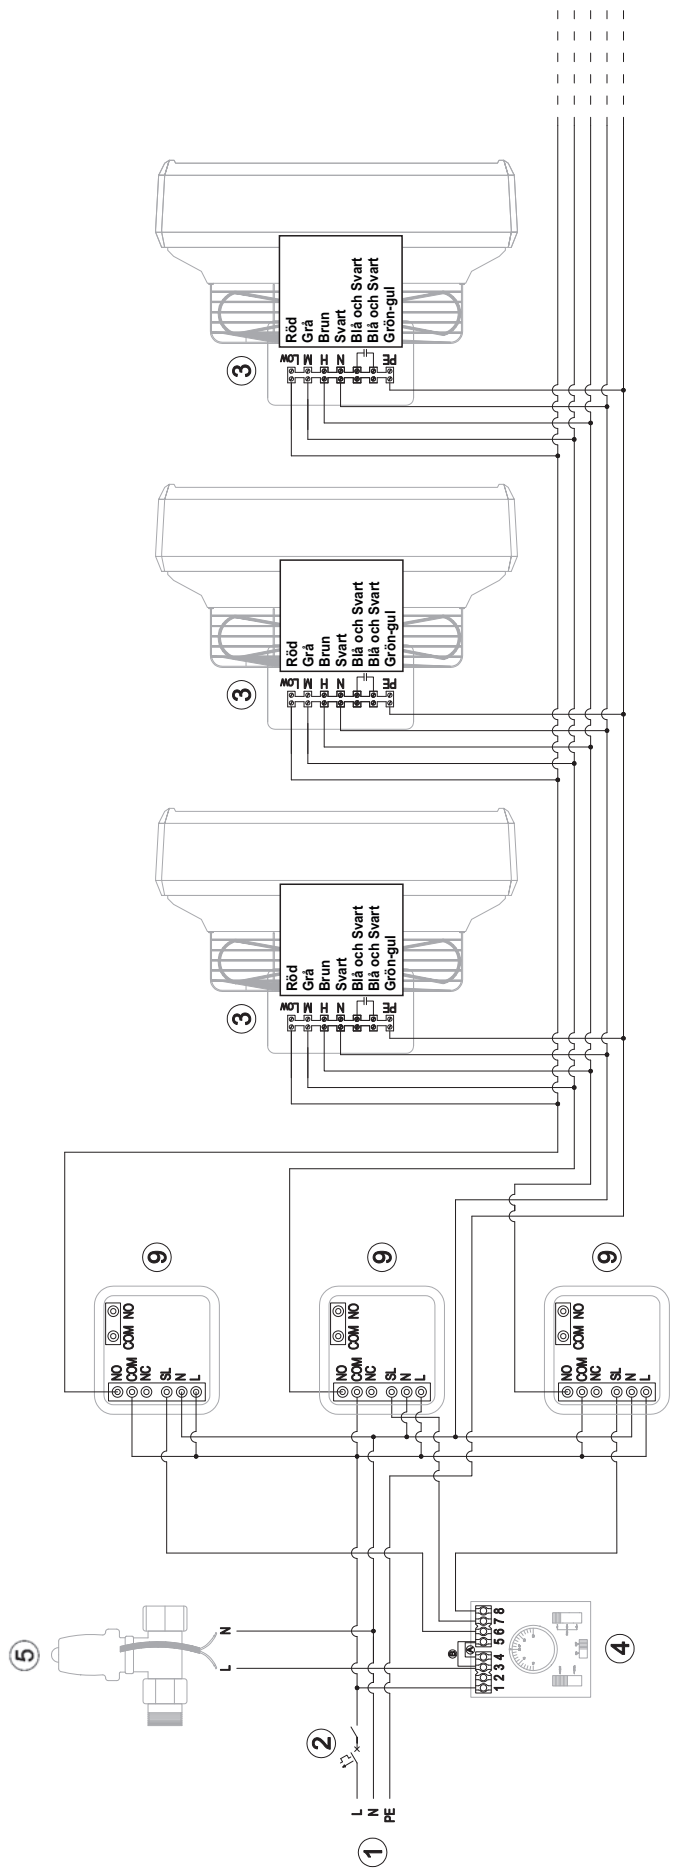 Röd
Grå
Brun
Svart
Blå och Svart
Blå och Svart
Grön-gul
LOW
M
H
N
PE
3
Röd
Grå
Brun
Svart
Blå och Svart
Blå och Svart
Grön-gul
LOW
M
H
N
PE
3
Röd
Grå
Brun
Svart
Blå och Svart
Blå och Svart
Grön-gul
LOW
M
H
N
PE
3
9
COM NO
NO
COM
NC
SL
N
L
9
COM NO
NO
COM
NC
SL
N
L
9
COM NO
NO
COM
NC
SL
N
L
5
L N
4
1 2 3 4 5 6 7 8
A
B
2
L
N
PE
1